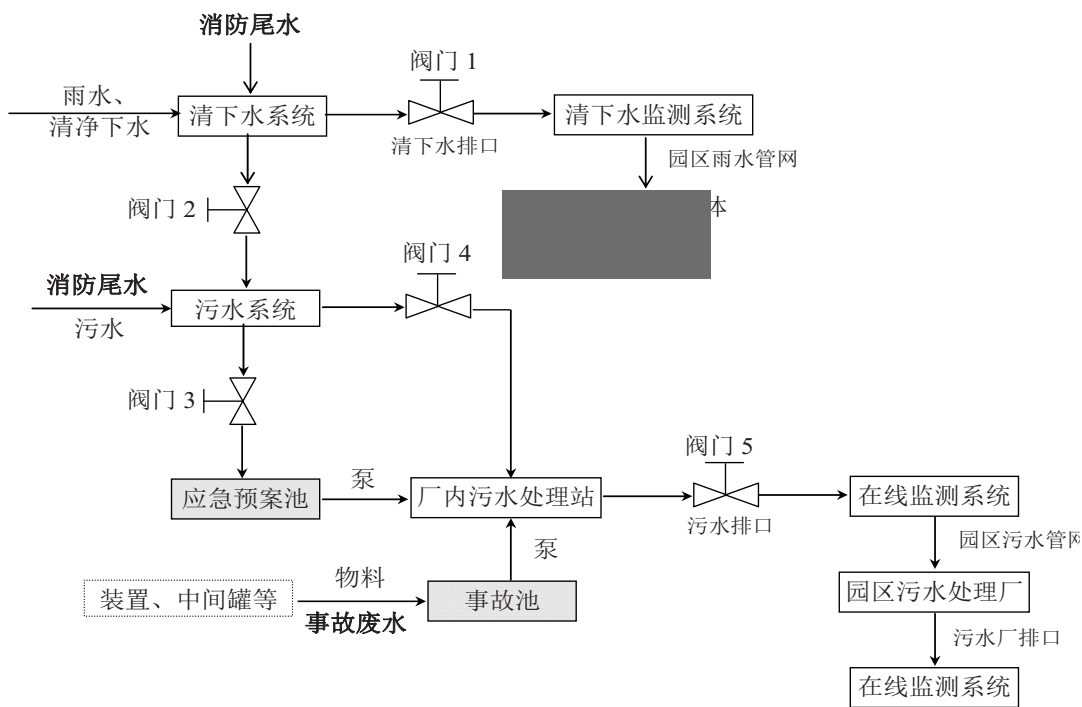 消防尾水
阀门 1
雨水、
清净下水
清下水系统
清下水监测系统
清下水排口
园区雨水管网
阀门 2
体
阀门 4
消防尾水
污水系统
污水
阀门 3
阀门 5
应急预案池
泵
厂内污水处理站
在线监测系统
污水排口
园区污水管网
泵
物料
装置、中间罐等
事故池
园区污水处理厂
事故废水
污水厂排口
在线监测系统